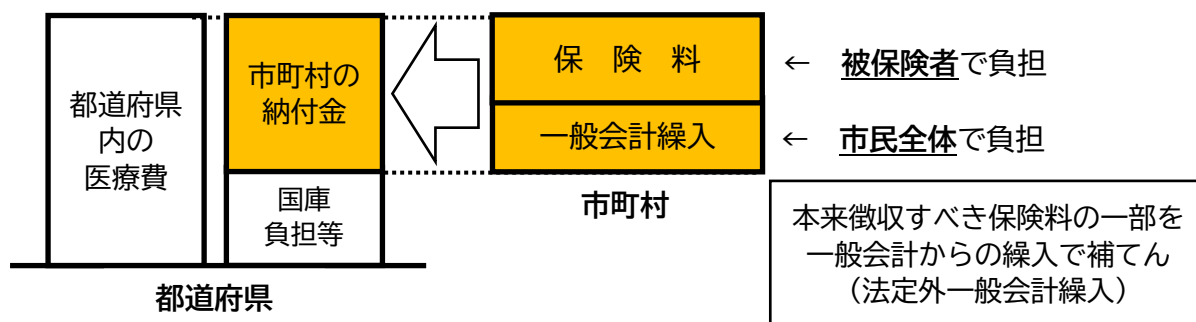 都道府県
内の
医療費
市町村の
納付金
国庫
負担等
都道府県
保　険　料
一般会計繰入
市町村
←　被保険者で負担
←　市民全体で負担
本来徴収すべき保険料の一部を
一般会計からの繰入で補てん
（法定外一般会計繰入）